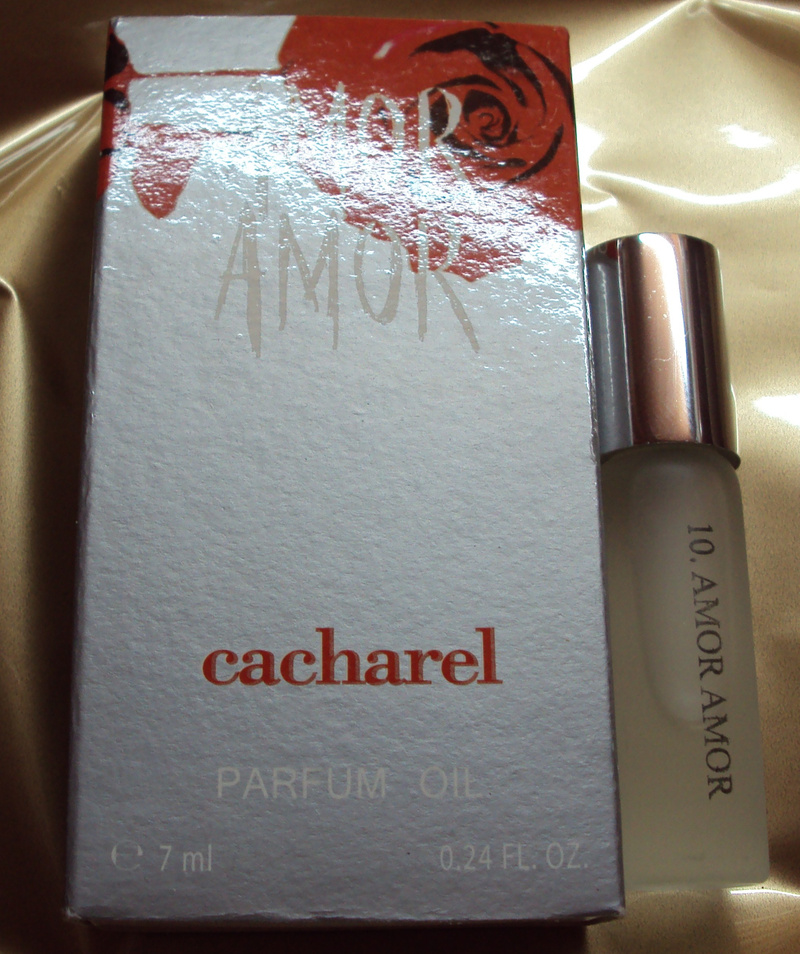 AMOR
AMOR
cacharel
PARFUM OIL
℮ 7 ml
0.24 FL. OZ.
10. AMOR AMOR